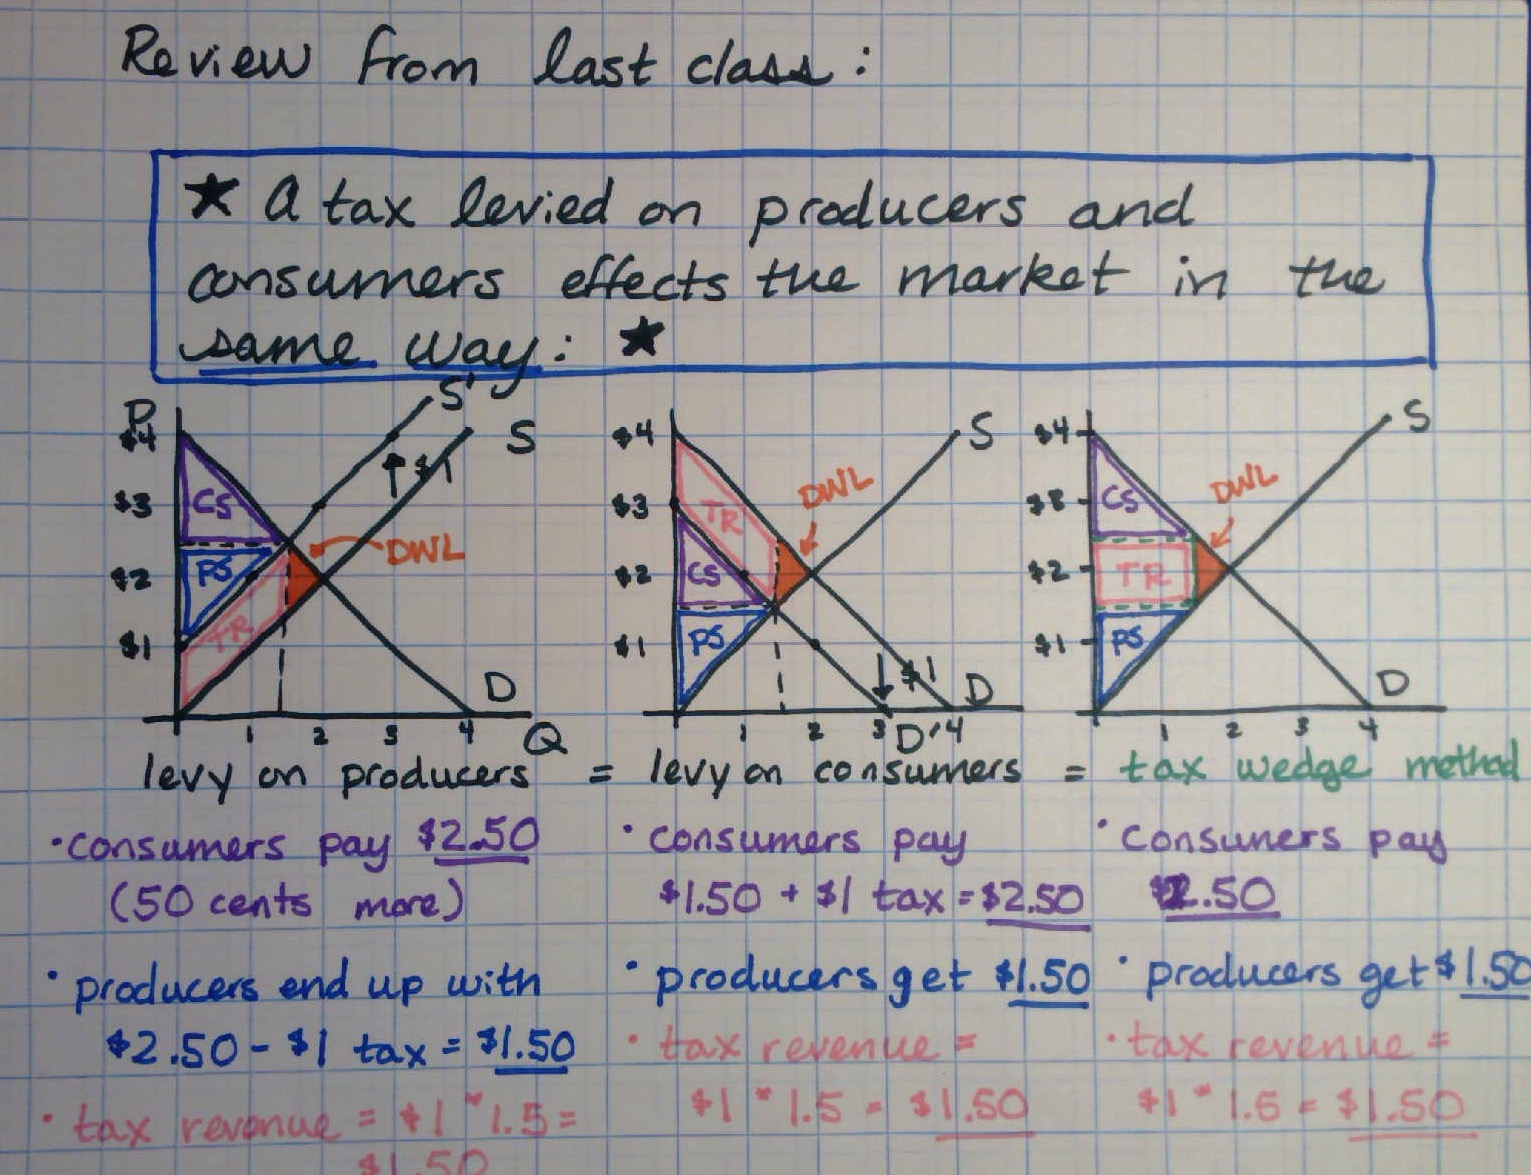 Review from last class:
★ A tax levied on producers and
consumers effects the market in the
same way: ★
P
$4
$3
$2
$1
CS
PS
TR
DWL
S'
S
↑$1
D
1 2 3 4 Q
$4
$3
$2
$1
TR
CS
PS
DWL
S
↓$1
D
1 2 3 D' 4
$4
$3
$2
$1
CS
TR
PS
DWL
S
D
1 2 3 4
levy on producers = levy on consumers = tax wedge method
· consumers pay $2.50
(50 cents more)
· producers end up with
$2.50 - $1 tax = $1.50
· tax revenue = $1 * 1.5 =
$1.50
· consumers pay
$1.50 + $1 tax = $2.50
· producers get $1.50
· tax revenue =
$1 * 1.5 = $1.50
· consumers pay
$2.50
· producers get $1.50
· tax revenue =
$1 * 1.5 = $1.50